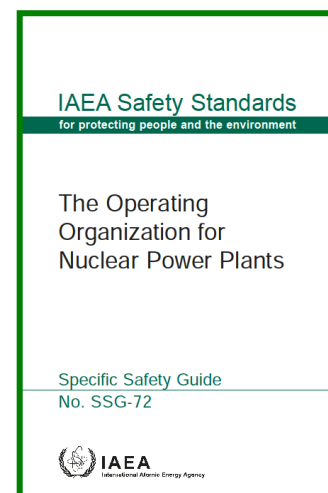 IAEA Safety Standards
for protecting people and the environment
The Operating
Organization for
Nuclear Power Plants
Specific Safety Guide
No. SSG-72
IAEA
International Atomic Energy Agency